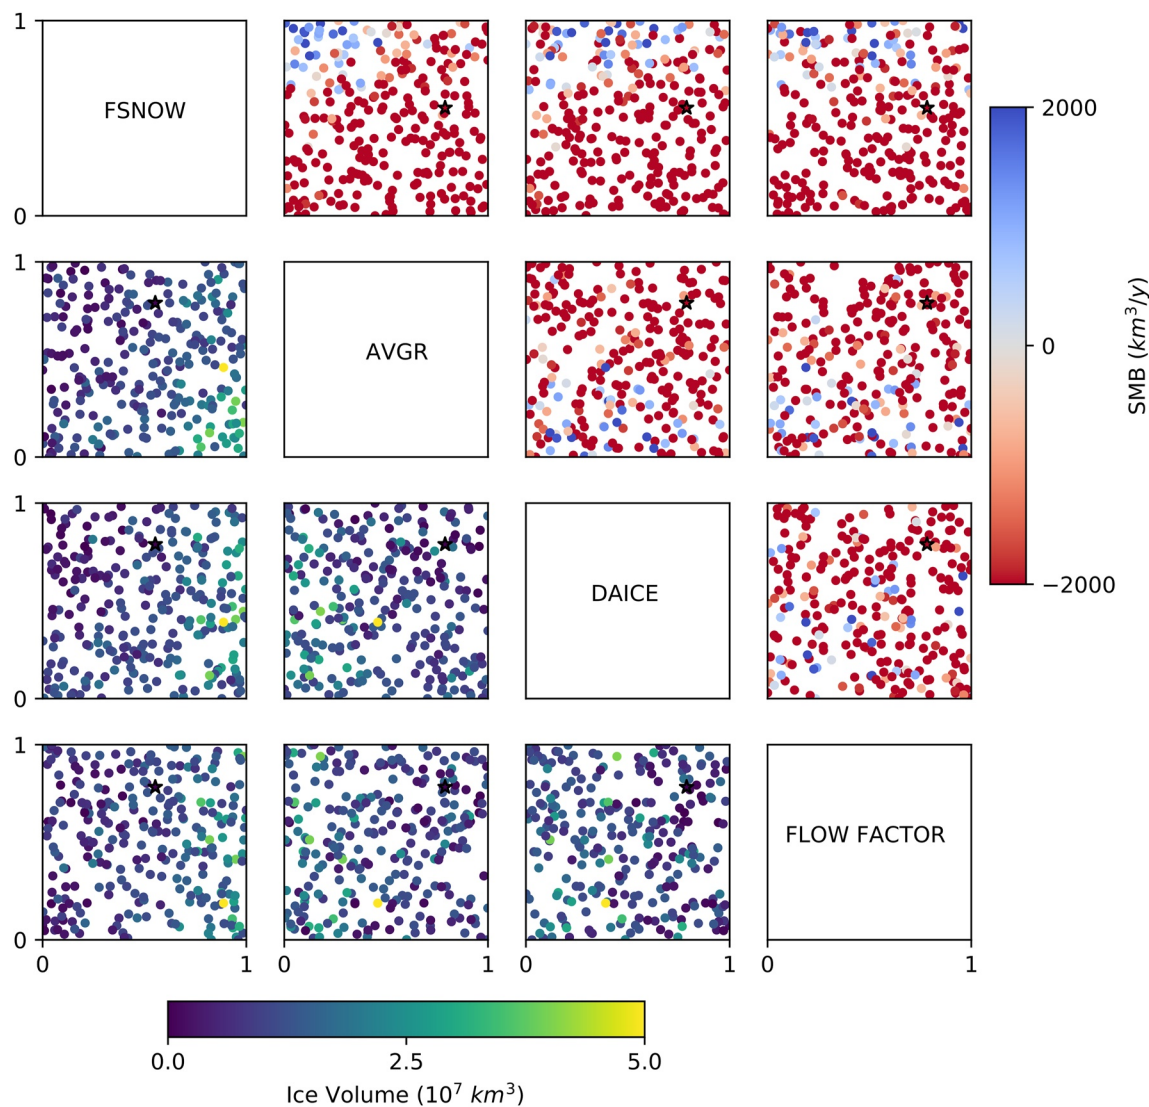 1
FSNOW
0
2000
1
AVGR
0
SMB (km³/y)
0
1
DAICE
0
−2000
1
FLOW FACTOR
0
0 1 0 1 0 1 0 1
0.0 2.5 5.0
Ice Volume (10⁷ km³)